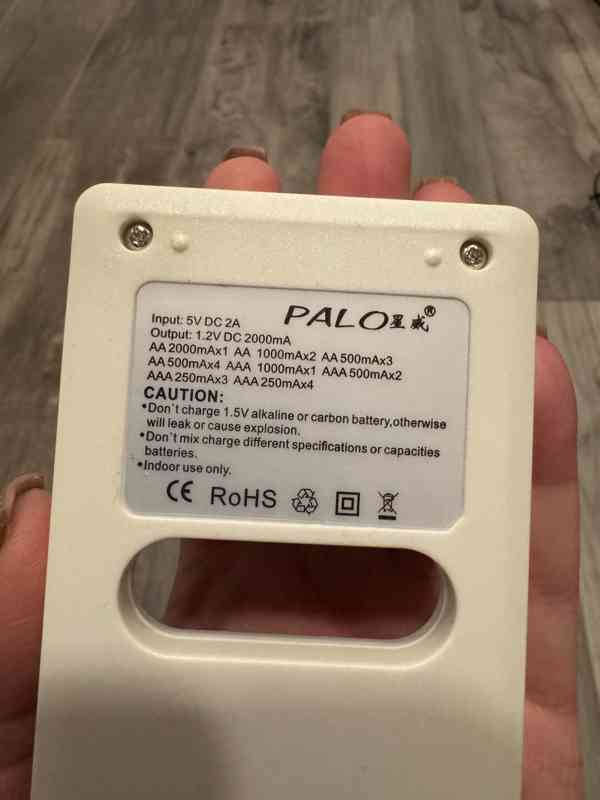 PALO星威®
Input: 5V DC 2A
Output: 1.2V DC 2000mA
AA 2000mAx1 AA 1000mAx2 AA 500mAx3
AA 500mAx4 AAA 1000mAx1 AAA 500mAx2
AAA 250mAx3 AAA 250mAx4
CAUTION:
•Don`t charge 1.5V alkaline or carbon battery,otherwise
will leak or cause explosion.
•Don`t mix charge different specifications or capacities
batteries.
•Indoor use only.
CE RoHS